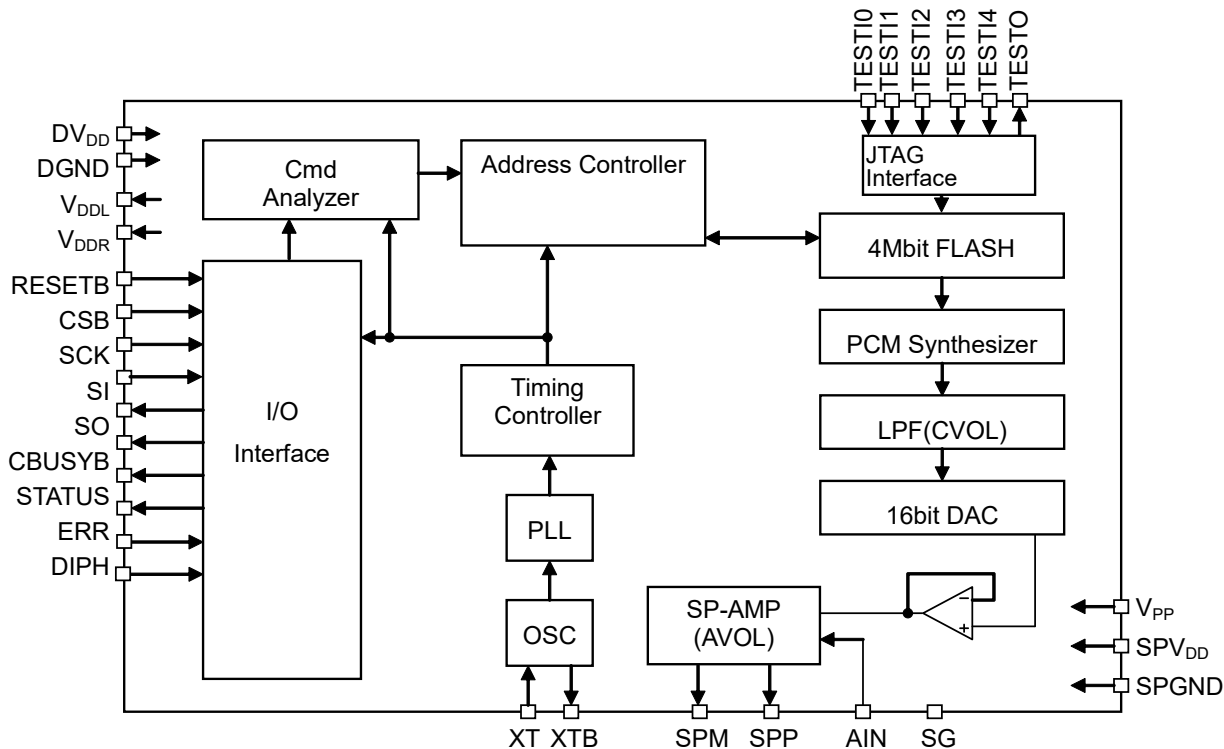 TESTI0
TESTI1
TESTI2
TESTI3
TESTI4
TESTO
DVDD
DGND
VDDL
VDDR
RESETB
CSB
SCK
SI
SO
CBUSYB
STATUS
ERR
DIPH
Cmd
Analyzer
Address Controller
JTAG
Interface
4Mbit FLASH
I/O
Interface
Timing
Controller
PCM Synthesizer
LPF(CVOL)
16bit DAC
PLL
OSC
SP-AMP
(AVOL)
−
+
VPP
SPVDD
SPGND
XT
XTB
SPM
SPP
AIN
SG